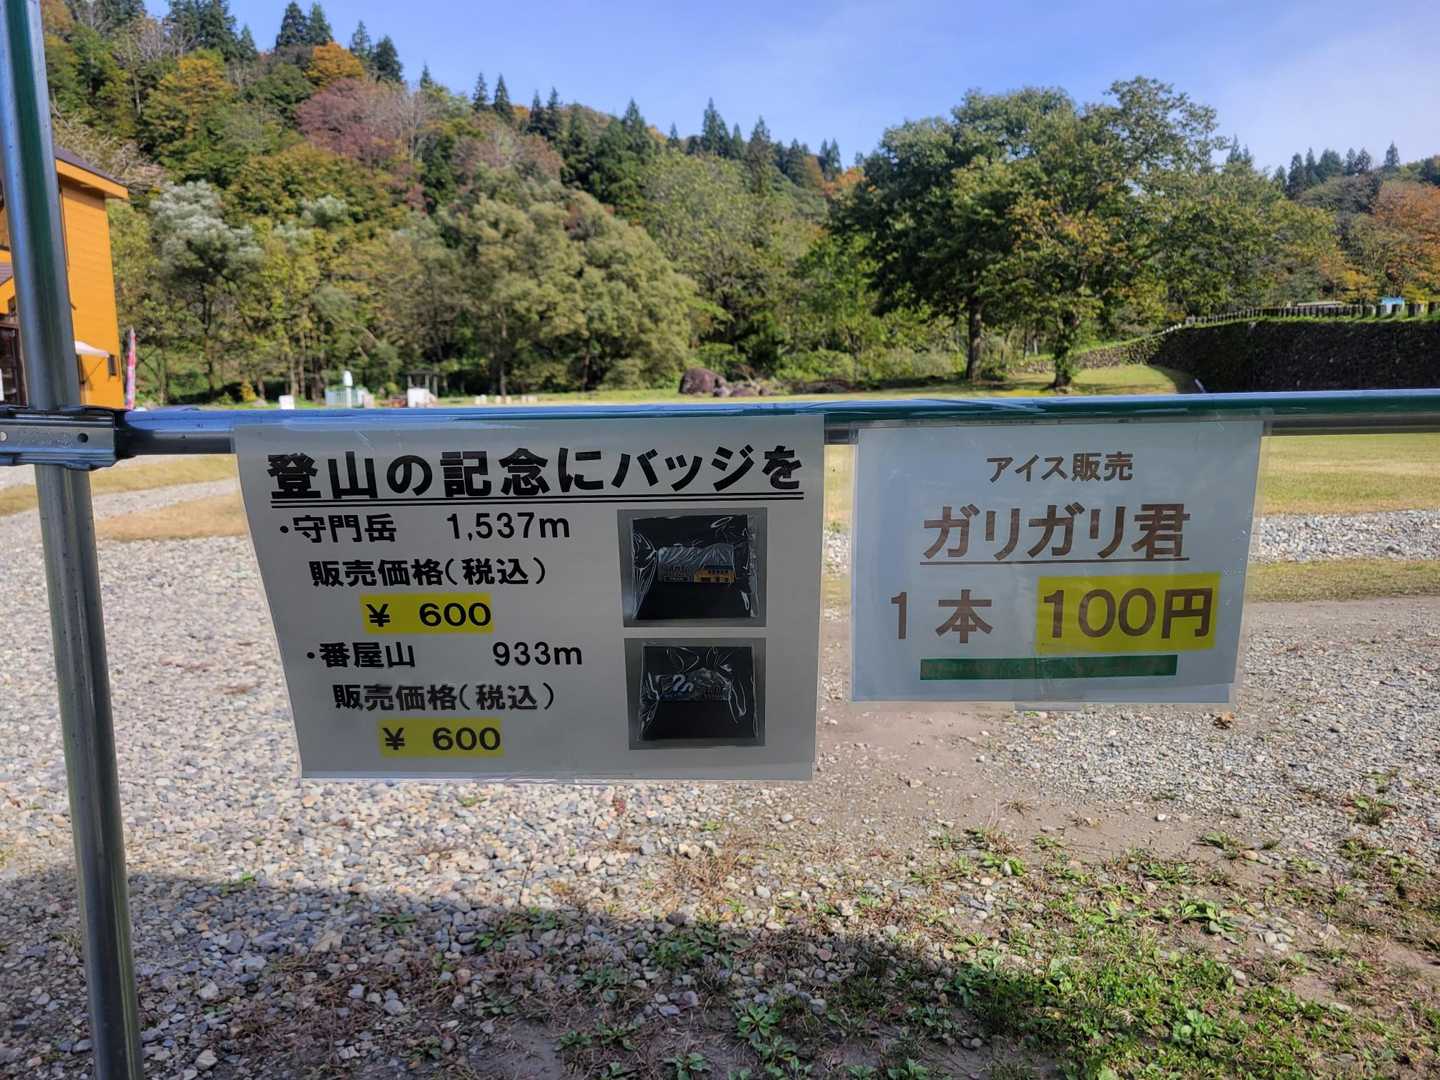 登山の記念にバッジを
・守門岳 1,537m
販売価格(税込)
¥ 600
・番屋山 933m
販売価格(税込)
¥ 600
アイス販売
ガリガリ君
1本 100円